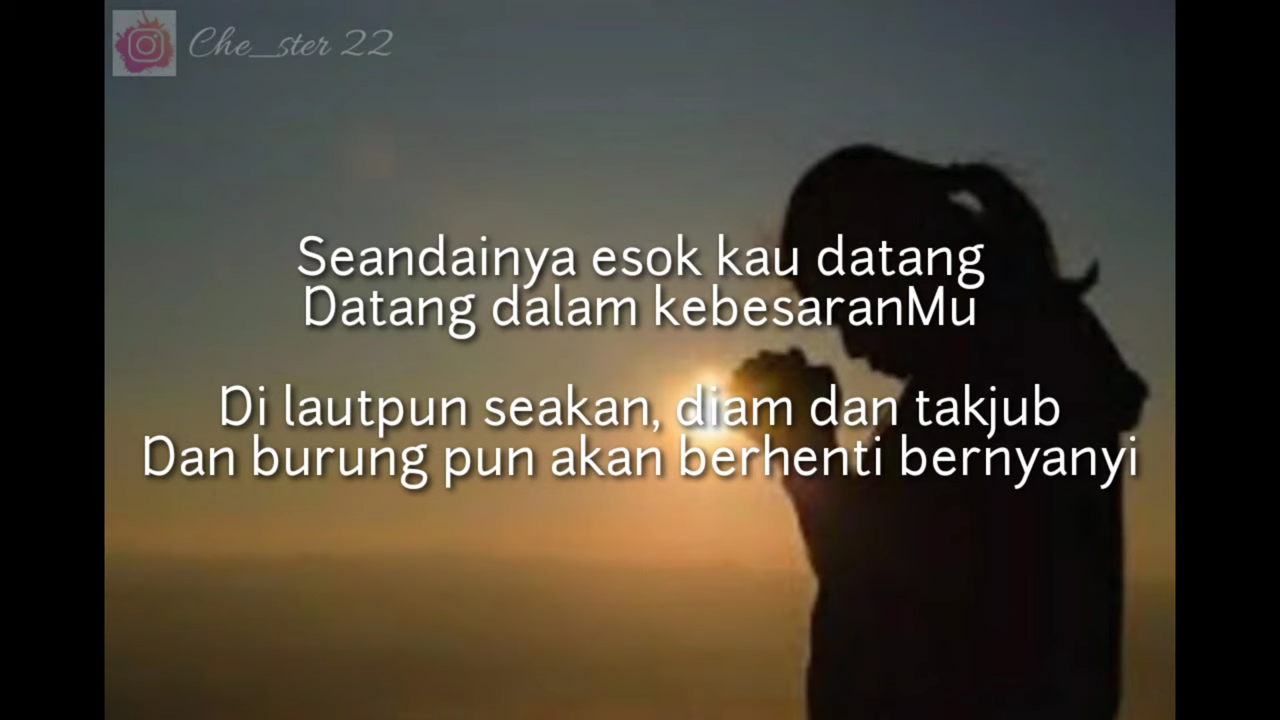 Che_ster 22
Seandainya esok kau datang
Datang dalam kebesaranMu
Di lautpun seakan, diam dan takjub
Dan burung pun akan berhenti bernyanyi